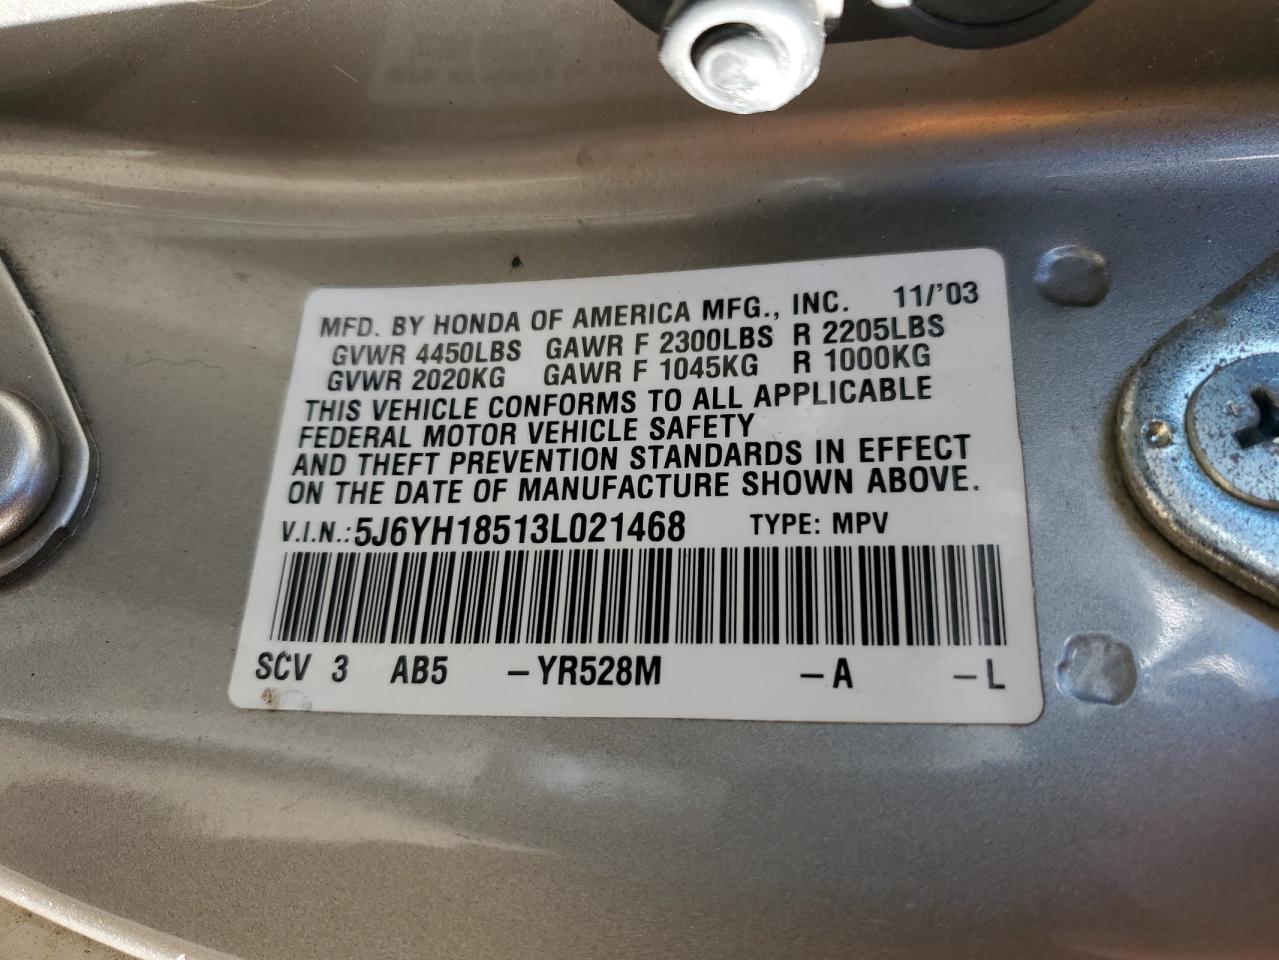 MFD. BY HONDA OF AMERICA MFG., INC. 11/'03
GVWR 4450LBS GAWR F 2300LBS R 2205LBS
GVWR 2020KG GAWR F 1045KG R 1000KG
THIS VEHICLE CONFORMS TO ALL APPLICABLE
FEDERAL MOTOR VEHICLE SAFETY
AND THEFT PREVENTION STANDARDS IN EFFECT
ON THE DATE OF MANUFACTURE SHOWN ABOVE.
V.I.N.: 5J6YH18513L021468 TYPE: MPV
SCV 3 AB5 –YR528M –A –L